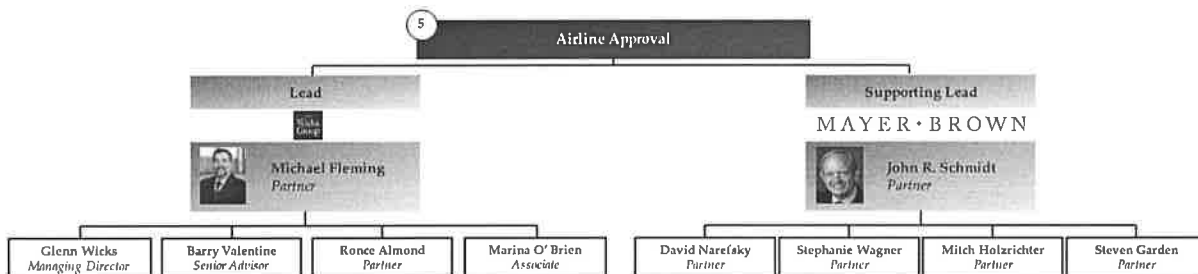 5
Airline Approval
Lead
Supporting Lead
Wicks
Group
MAYER • BROWN
Michael Fleming
Partner
John R. Schmidt
Partner
Glenn Wicks
Managing Director
Barry Valentine
Senior Advisor
Ronce Almond
Partner
Marina O' Brien
Associate
David Narefsky
Partner
Stephanie Wagner
Partner
Mitch Holzrichter
Partner
Steven Garden
Partner